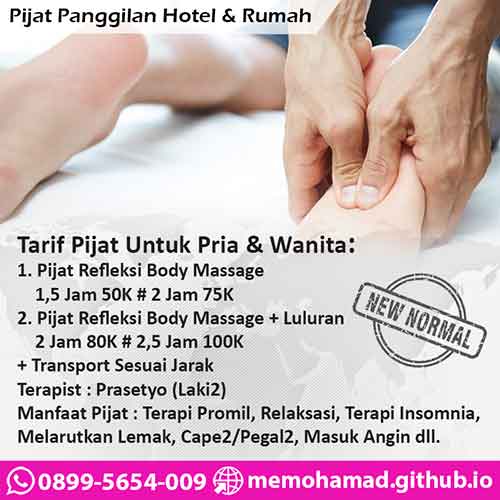 Pijat Panggilan Hotel & Rumah
Tarif Pijat Untuk Pria & Wanita:
1. Pijat Refleksi Body Massage
1,5 Jam 50K # 2 Jam 75K
2. Pijat Refleksi Body Massage + Luluran
2 Jam 80K # 2,5 Jam 100K
+ Transport Sesuai Jarak
Terapist : Prasetyo (Laki2)
Manfaat Pijat : Terapi Promil, Relaksasi, Terapi Insomnia,
Melarutkan Lemak, Cape2/Pegal2, Masuk Angin dll.
NEW NORMAL
0899-5654-009 memohamad.github.io